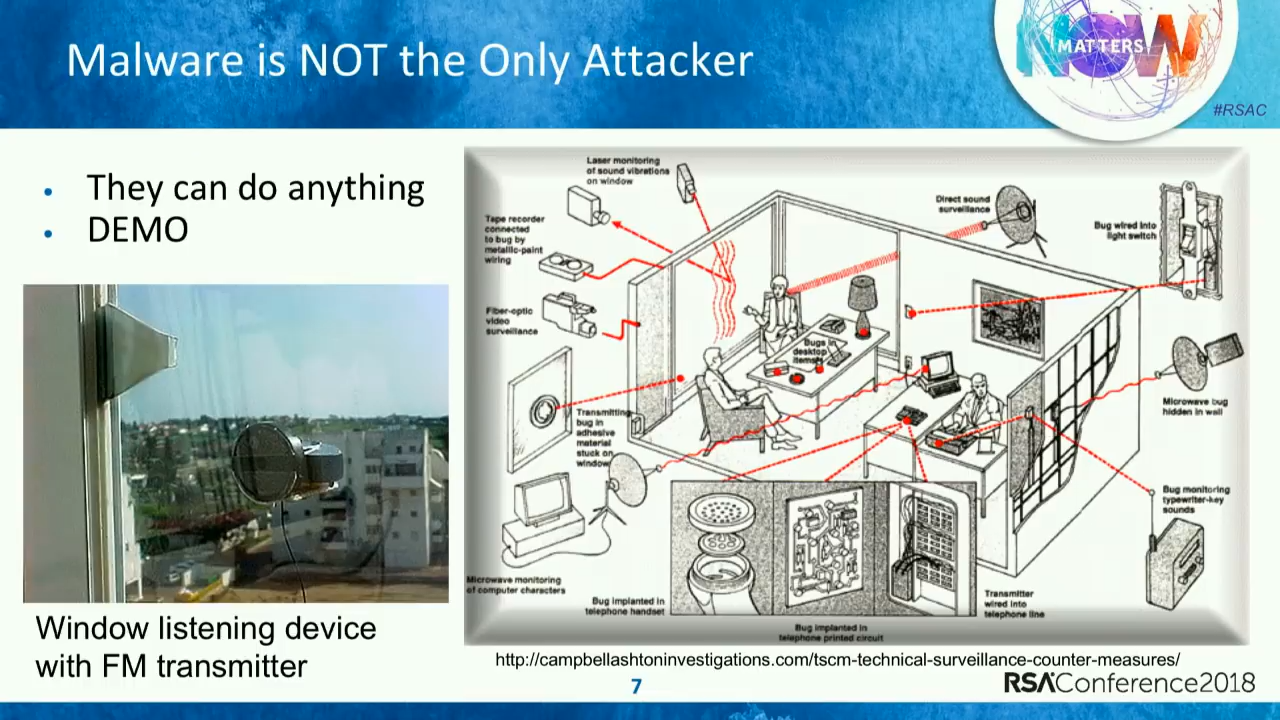 Malware is NOT the Only Attacker
NOW
MATTERS
#RSAC
• They can do anything
• DEMO
Window listening device
with FM transmitter
Laser monitoring
of sound vibrations
on window
Tape recorder
connected
to bug by
metallic-paint
wiring
Fiber-optic
video
surveillance
Transmitting
bug in
adhesive
material
stuck on
window
Microwave monitoring
of computer characters
Direct sound
surveillance
Bug wired into
light switch
Bugs in
desktop
items
Microwave bug
hidden in wall
Bug monitoring
typewriter-key
sounds
Bug implanted in
telephone handset
Bug implanted in
telephone printed circuit
Transmitter
wired into
telephone line
http://campbellashtoninvestigations.com/tscm-technical-surveillance-counter-measures/
7
RSAConference2018